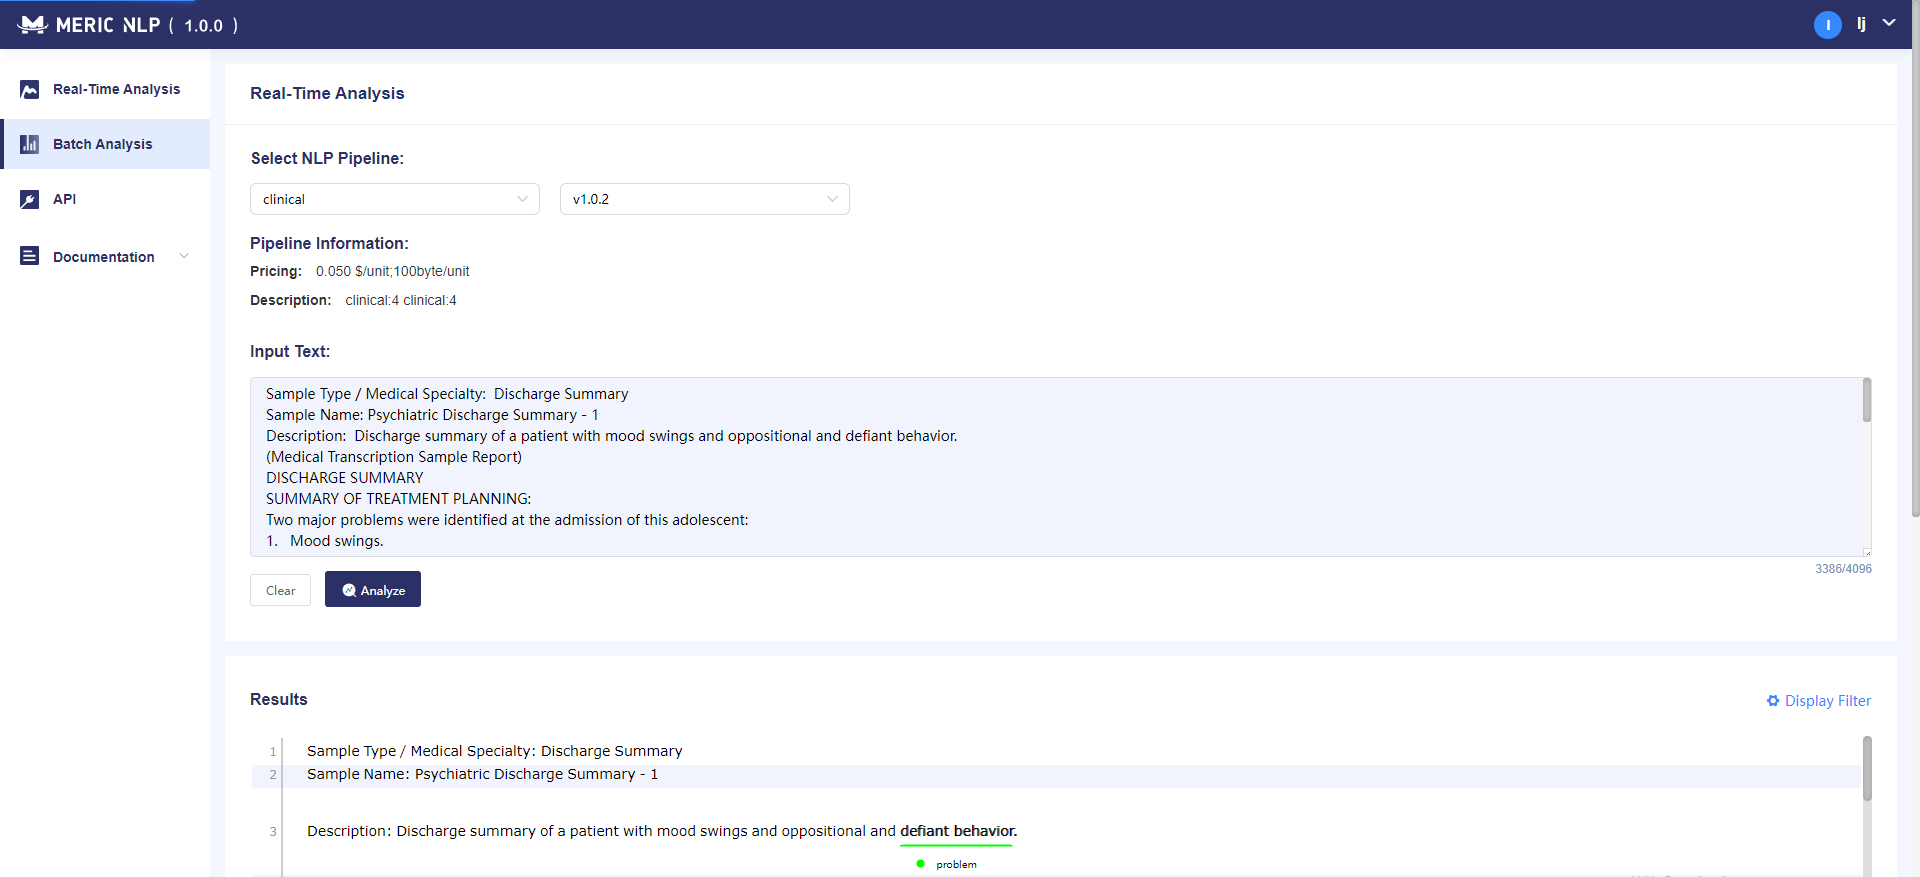 MERIC NLP ( 1.0.0 )
I lj
Real-Time Analysis
Batch Analysis
API
Documentation
Real-Time Analysis
Select NLP Pipeline:
clinical v1.0.2
Pipeline Information:
Pricing: 0.050 $/unit;100byte/unit
Description: clinical:4 clinical:4
Input Text:
Sample Type / Medical Specialty: Discharge Summary
Sample Name: Psychiatric Discharge Summary - 1
Description: Discharge summary of a patient with mood swings and oppositional and defiant behavior.
(Medical Transcription Sample Report)
DISCHARGE SUMMARY
SUMMARY OF TREATMENT PLANNING:
Two major problems were identified at the admission of this adolescent:
1. Mood swings.
3386/4096
Clear Analyze
Results Display Filter
1 Sample Type / Medical Specialty: Discharge Summary
2 Sample Name: Psychiatric Discharge Summary - 1
3 Description: Discharge summary of a patient with mood swings and oppositional and defiant behavior.
problem